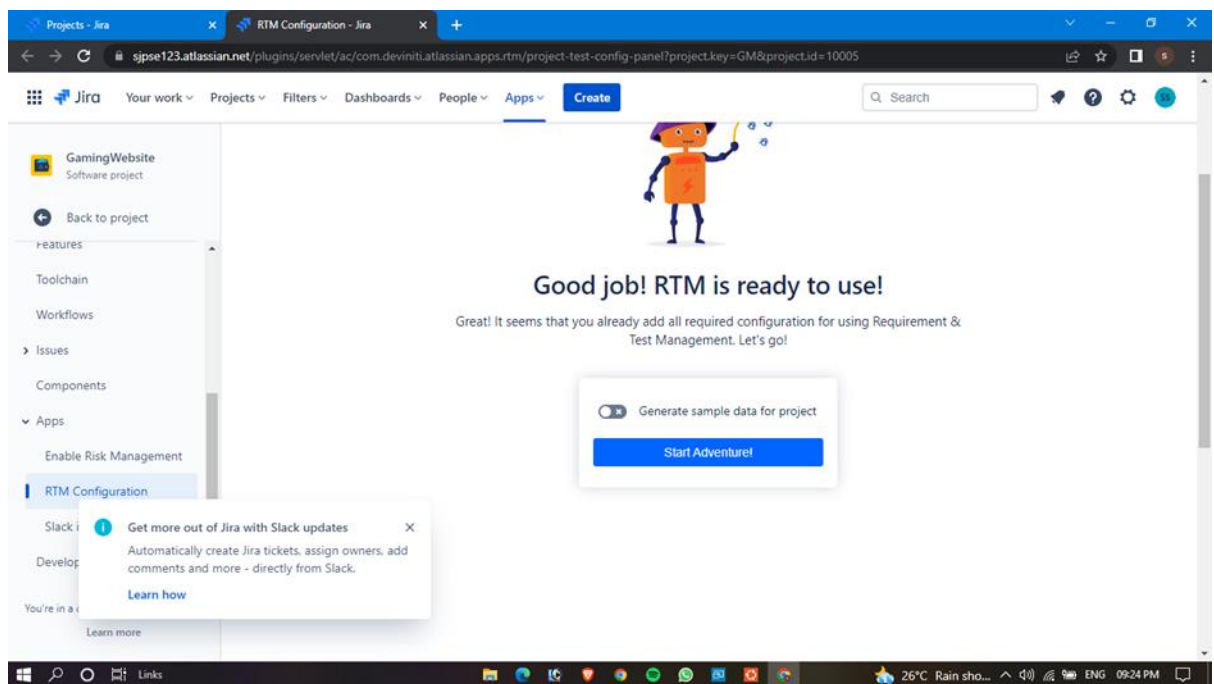 Projects - Jira
RTM Configuration - Jira
sjpse123.atlassian.net/plugins/servlet/ac/com.deviniti.atlassian.apps.rtm/project-test-config-panel?project.key=GM&project.id=10005
Jira Your work Projects Filters Dashboards People Apps Create Search SS
GamingWebsite
Software project
Back to project
Features
Toolchain
Workflows
Issues
Components
Apps
Enable Risk Management
RTM Configuration
Slack i
Develop
You're in a
Learn more
Good job! RTM is ready to use!
Great! It seems that you already add all required configuration for using Requirement &
Test Management. Let's go!
Generate sample data for project
Start Adventure!
Get more out of Jira with Slack updates
Automatically create Jira tickets, assign owners, add
comments and more - directly from Slack.
Learn how
Links
26°C Rain sho... ENG 09:24 PM